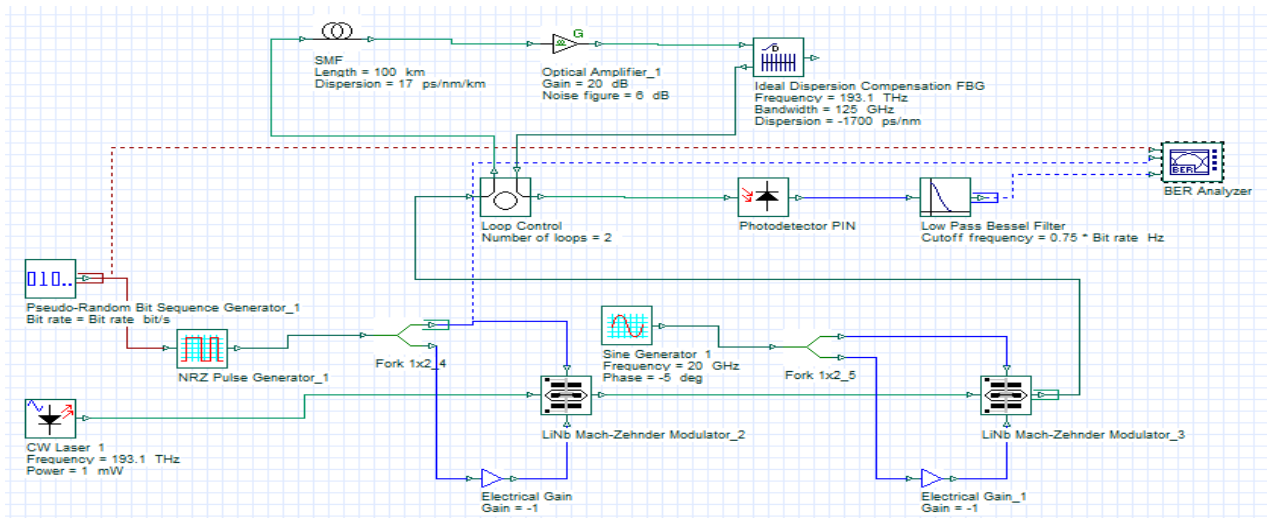 G
SMF
Length = 100 km
Dispersion = 17 ps/nm/km
Optical Amplifier_1
Gain = 20 dB
Noise figure = 6 dB
Ideal Dispersion Compensation FBG
Frequency = 193.1 THz
Bandwidth = 125 GHz
Dispersion = -1700 ps/nm
BER
BER Analyzer
Loop Control
Number of loops = 2
Photodetector PIN
Low Pass Bessel Filter
Cutoff frequency = 0.75 * Bit rate Hz
010..
Pseudo-Random Bit Sequence Generator_1
Bit rate = Bit rate bit/s
NRZ Pulse Generator_1
Fork 1x2_4
Sine Generator_1
Frequency = 20 GHz
Phase = -5 deg
Fork 1x2_5
CW Laser 1
Frequency = 193.1 THz
Power = 1 mW
LiNb Mach-Zehnder Modulator_2
LiNb Mach-Zehnder Modulator_3
Electrical Gain
Gain = -1
Electrical Gain_1
Gain = -1